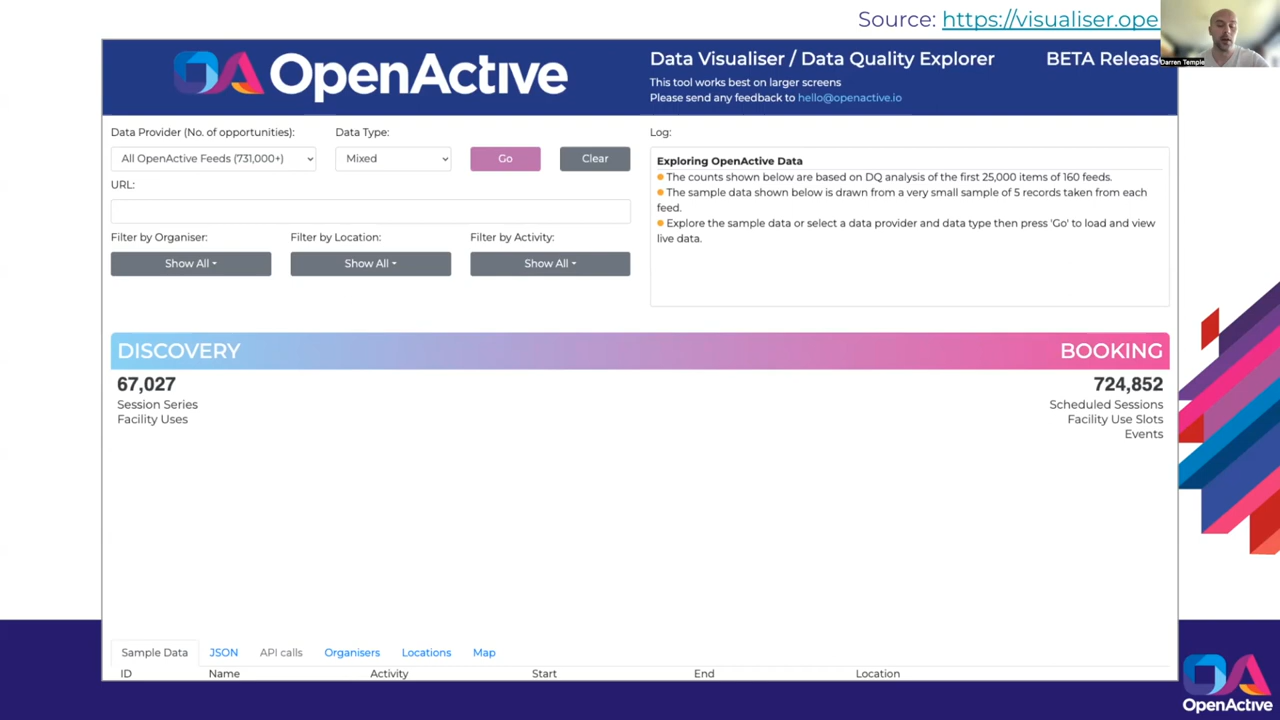 Source: https://visualiser.ope
Darren Temple
OpenActive
Data Visualiser / Data Quality Explorer
BETA Release
This tool works best on larger screens
Please send any feedback to hello@openactive.io
Data Provider (No. of opportunities):
Data Type:
All OpenActive Feeds (731,000+)
Mixed
Go
Clear
URL:
Filter by Organiser:
Filter by Location:
Filter by Activity:
Show All
Show All
Show All
Log:
Exploring OpenActive Data
The counts shown below are based on DQ analysis of the first 25,000 items of 160 feeds.
The sample data shown below is drawn from a very small sample of 5 records taken from each
feed.
Explore the sample data or select a data provider and data type then press 'Go' to load and view
live data.
DISCOVERY
BOOKING
67,027
Session Series
Facility Uses
724,852
Scheduled Sessions
Facility Use Slots
Events
Sample Data
JSON
API calls
Organisers
Locations
Map
ID
Name
Activity
Start
End
Location
OpenActive